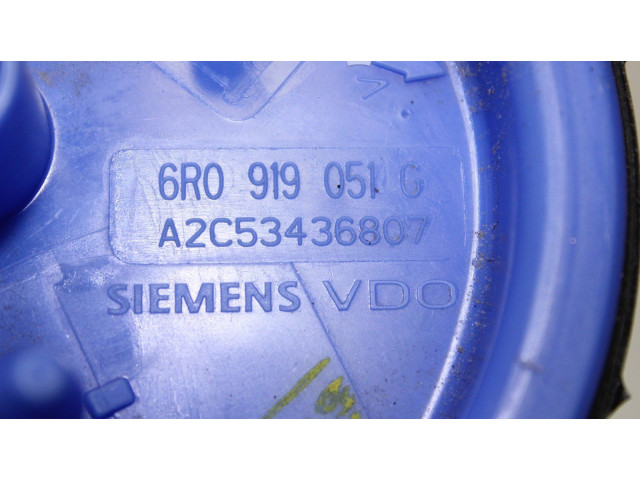 6R0 919 051 G
A2C53436807
SIEMENS VDO